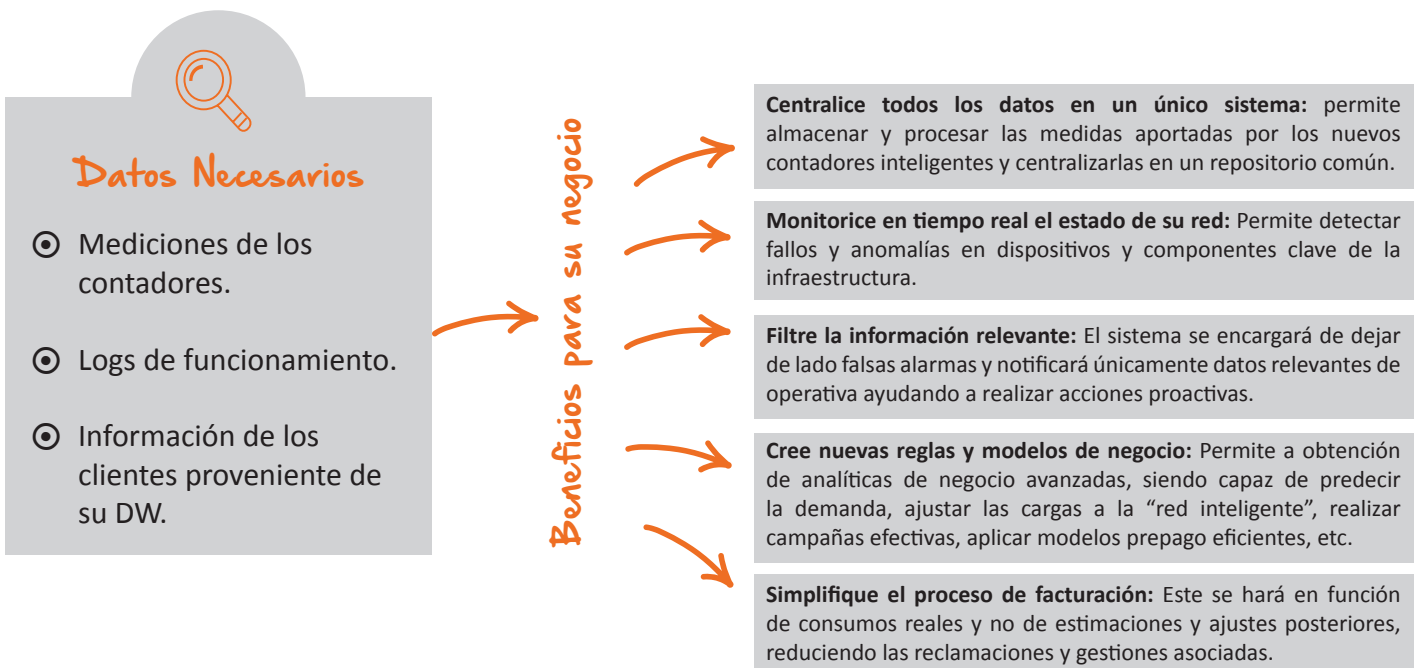 Datos Necesarios
Mediciones de los
contadores.
Logs de funcionamiento.
Información de los
clientes proveniente de
su DW.
Beneficios para su negocio
Centralice todos los datos en un único sistema: permite
almacenar y procesar las medidas aportadas por los nuevos
contadores inteligentes y centralizarlas en un repositorio común.
Monitorice en tiempo real el estado de su red: Permite detectar
fallos y anomalías en dispositivos y componentes clave de la
infraestructura.
Filtre la información relevante: El sistema se encargará de dejar
de lado falsas alarmas y notificará únicamente datos relevantes de
operativa ayudando a realizar acciones proactivas.
Cree nuevas reglas y modelos de negocio: Permite a obtención
de analíticas de negocio avanzadas, siendo capaz de predecir
la demanda, ajustar las cargas a la “red inteligente”, realizar
campañas efectivas, aplicar modelos prepago eficientes, etc.
Simplifique el proceso de facturación: Este se hará en función
de consumos reales y no de estimaciones y ajustes posteriores,
reduciendo las reclamaciones y gestiones asociadas.